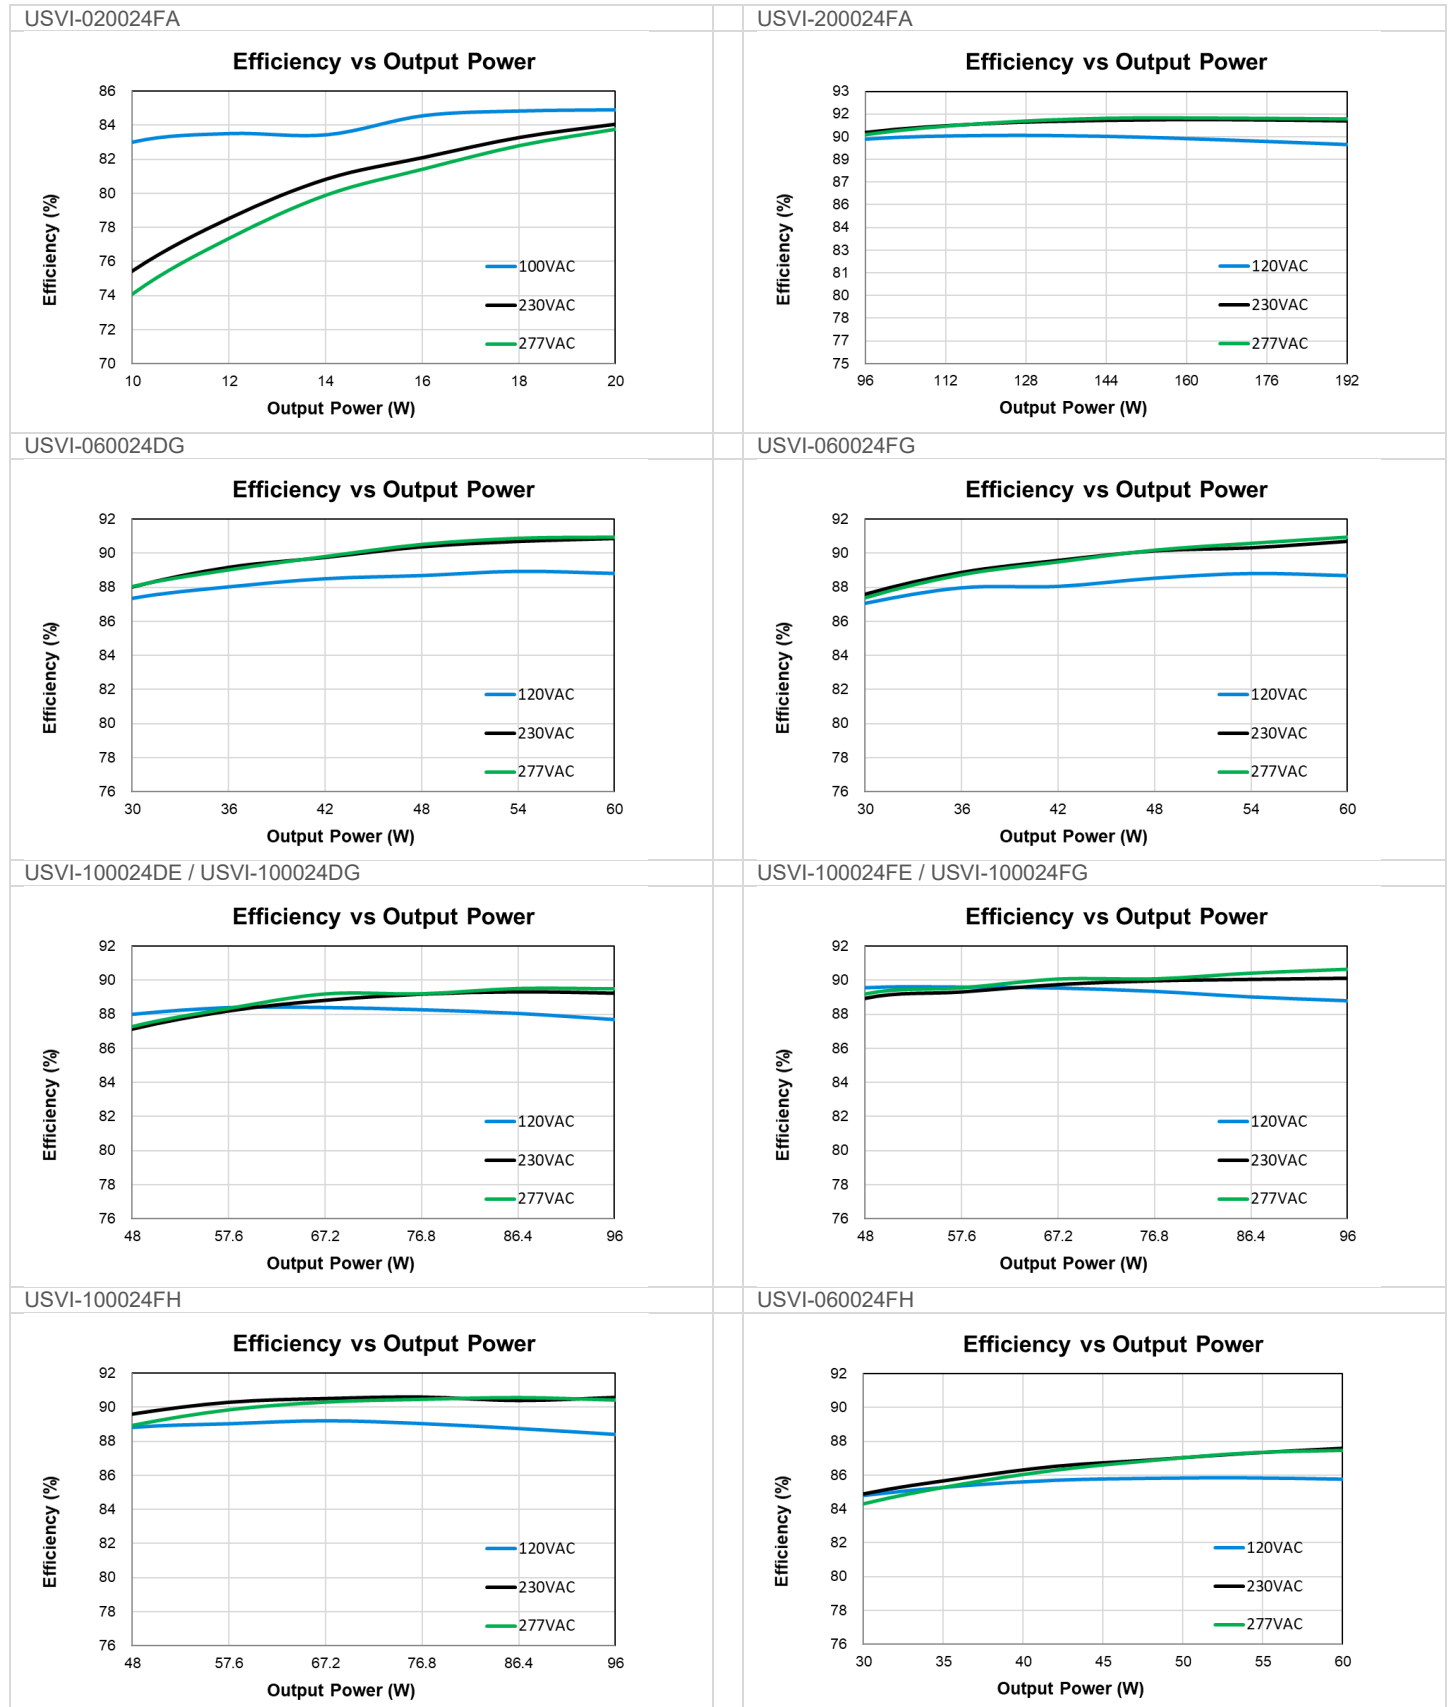 USVI-020024FA
Efficiency vs Output Power
86
84
82
80
78
76
74
72
70
Efficiency (%)
100VAC
230VAC
277VAC
10 12 14 16 18 20
Output Power (W)
USVI-200024FA
Efficiency vs Output Power
93
92
90
89
87
86
84
83
81
80
78
77
75
Efficiency (%)
120VAC
230VAC
277VAC
96 112 128 144 160 176 192
Output Power (W)
USVI-060024DG
Efficiency vs Output Power
92
90
88
86
84
82
80
78
76
Efficiency (%)
120VAC
230VAC
277VAC
30 36 42 48 54 60
Output Power (W)
USVI-060024FG
Efficiency vs Output Power
92
90
88
86
84
82
80
78
76
Efficiency (%)
120VAC
230VAC
277VAC
30 36 42 48 54 60
Output Power (W)
USVI-100024DE / USVI-100024DG
Efficiency vs Output Power
92
90
88
86
84
82
80
78
76
Efficiency (%)
120VAC
230VAC
277VAC
48 57.6 67.2 76.8 86.4 96
Output Power (W)
USVI-100024FE / USVI-100024FG
Efficiency vs Output Power
92
90
88
86
84
82
80
78
76
Efficiency (%)
120VAC
230VAC
277VAC
48 57.6 67.2 76.8 86.4 96
Output Power (W)
USVI-100024FH
Efficiency vs Output Power
92
90
88
86
84
82
80
78
76
Efficiency (%)
120VAC
230VAC
277VAC
48 57.6 67.2 76.8 86.4 96
Output Power (W)
USVI-060024FH
Efficiency vs Output Power
92
90
88
86
84
82
80
78
76
Efficiency (%)
120VAC
230VAC
277VAC
30 35 40 45 50 55 60
Output Power (W)